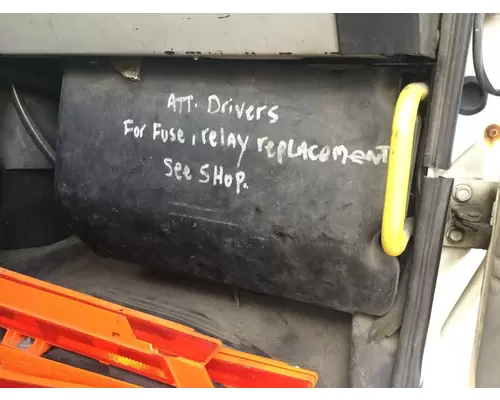 ATT. Drivers
For Fuse, relay replacement
See SHop.